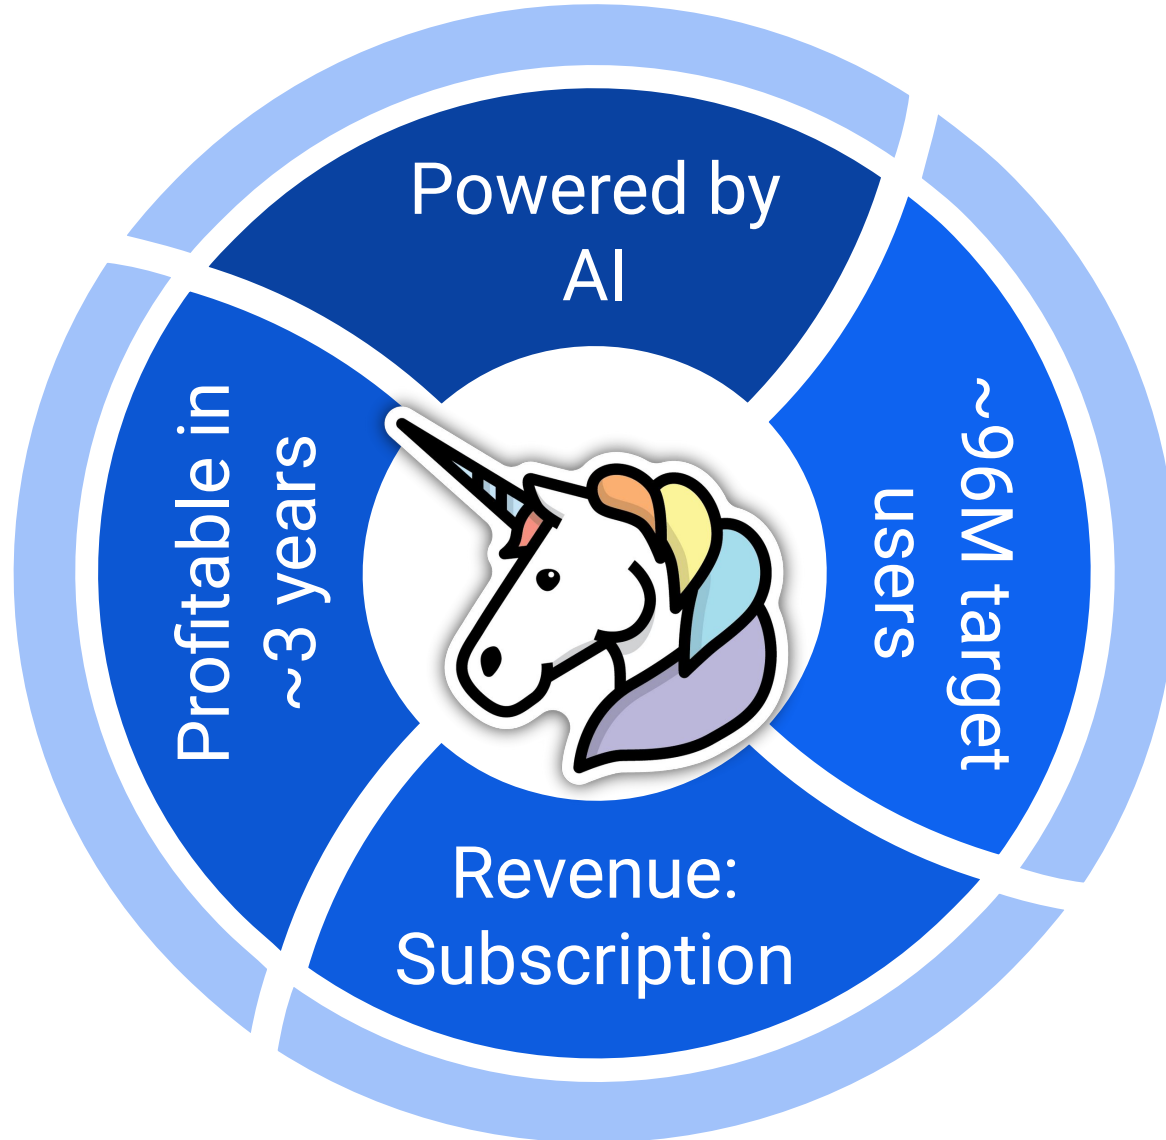 Powered by
AI
~96M target
users
Revenue:
Subscription
Profitable in
~3 years